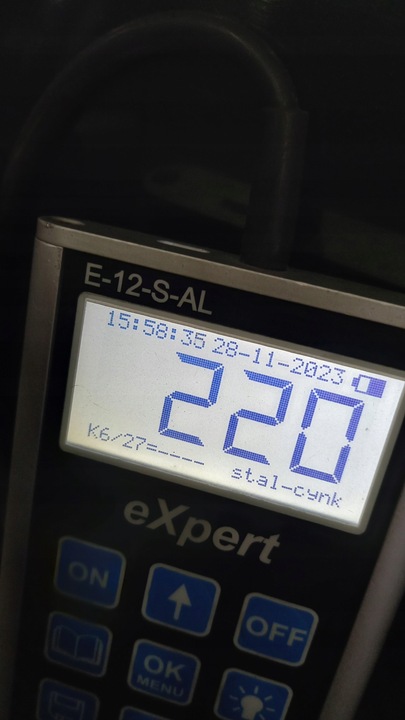 E-12-S-AL
15:58:35 28-11-2023
220
K6/27=----
stal-cynk
eXpert
ON
OFF
OK
MENU